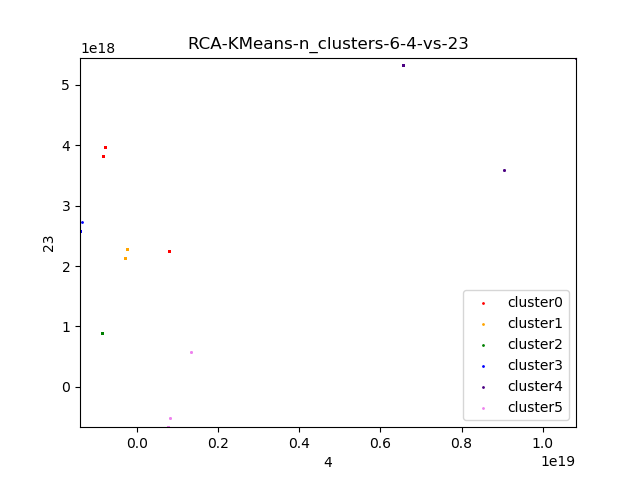 RCA-KMeans-n_clusters-6-4-vs-23
1e18
5
4
3
2
1
0
23
0.0 0.2 0.4 0.6 0.8 1.0
4
1e19
cluster0
cluster1
cluster2
cluster3
cluster4
cluster5